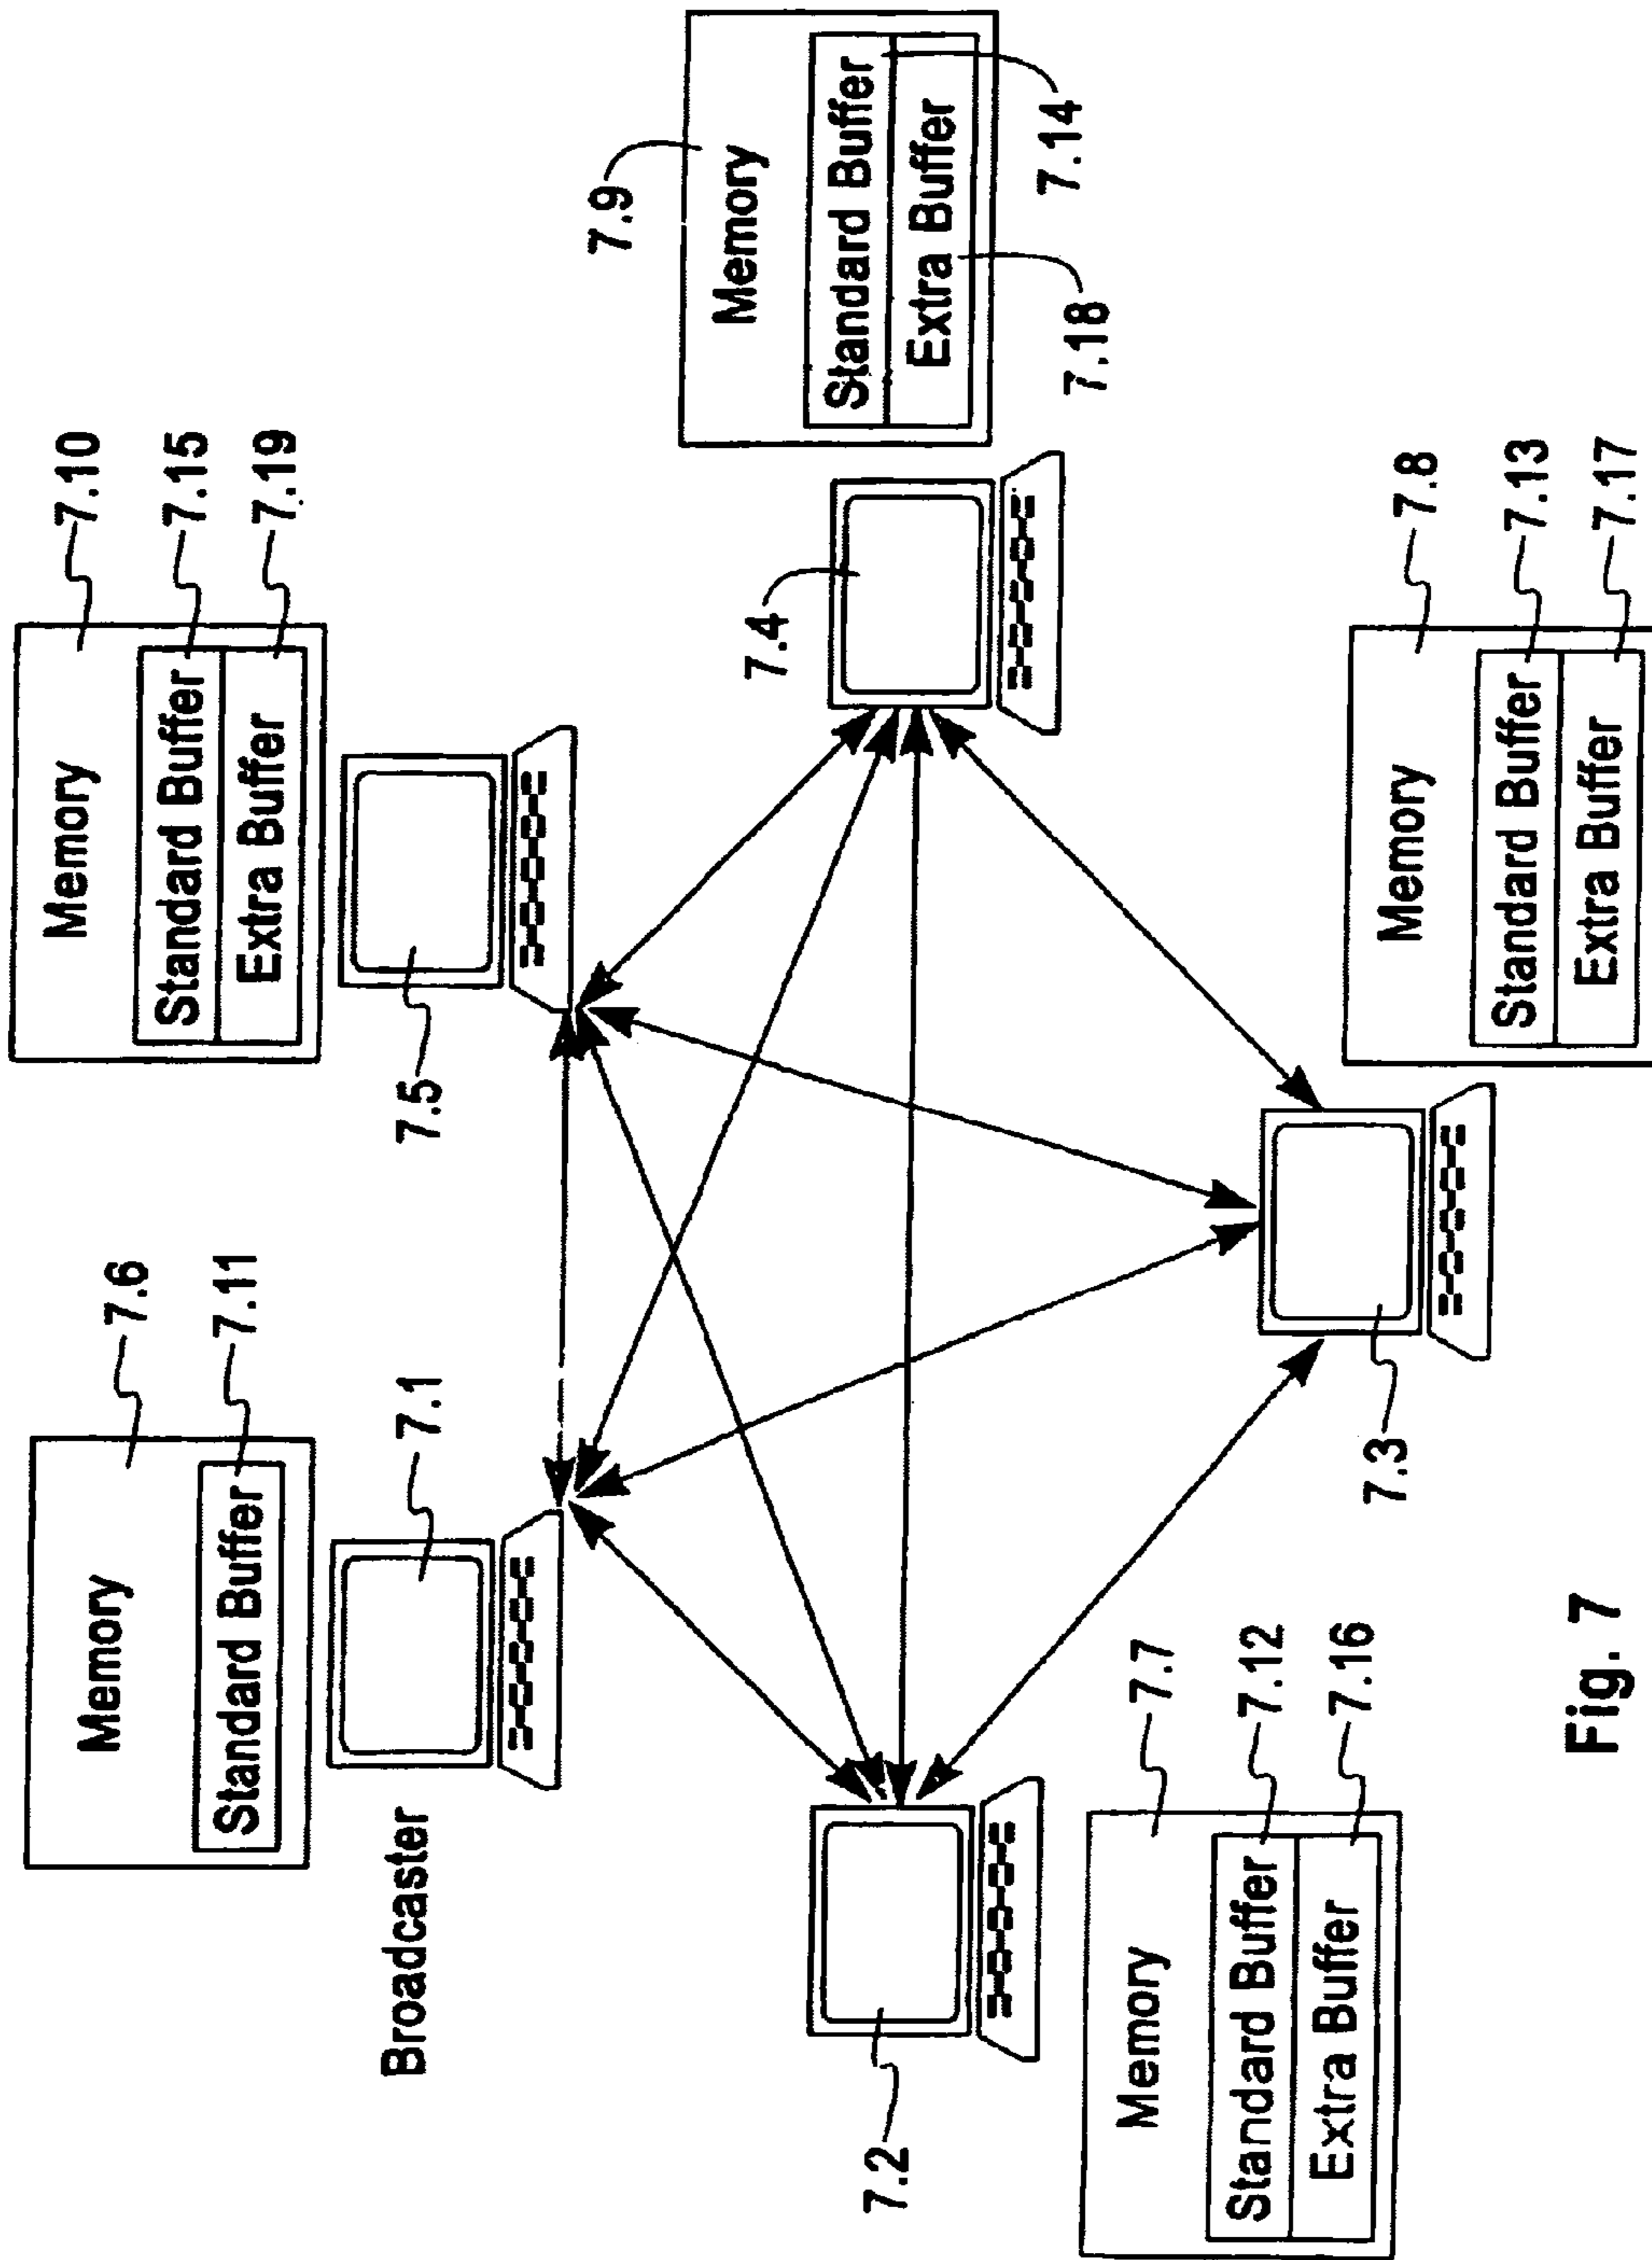 Memory
7.6
Standard Buffer
7.11
7.1
Broadcaster
Memory
7.10
Standard Buffer
7.15
Extra Buffer
7.19
7.5
7.2
Memory
7.7
Standard Buffer
7.12
Extra Buffer
7.16
7.4
7.9
Memory
Standard Buffer
Extra Buffer
7.14
7.18
7.3
Memory
7.8
Standard Buffer
7.13
Extra Buffer
7.17
Fig. 7